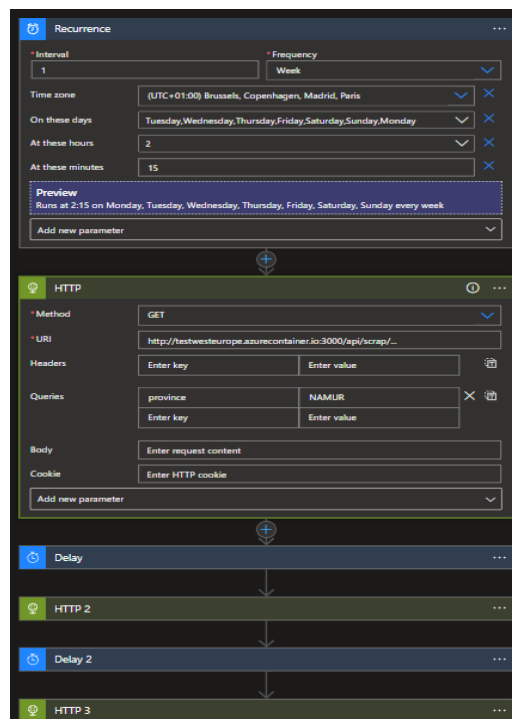 Recurrence
* Interval
* Frequency
1
Week
Time zone
(UTC+01:00) Brussels, Copenhagen, Madrid, Paris
On these days
Tuesday,Wednesday,Thursday,Friday,Saturday,Sunday,Monday
At these hours
2
At these minutes
15
Preview
Runs at 2:15 on Monday, Tuesday, Wednesday, Thursday, Friday, Saturday, Sunday every week
Add new parameter
HTTP
* Method
GET
* URI
http://testwesteurope.azurecontainer.io:3000/api/scrap/...
Headers
Enter key
Enter value
Queries
province
NAMUR
Enter key
Enter value
Body
Enter request content
Cookie
Enter HTTP cookie
Add new parameter
Delay
HTTP 2
Delay 2
HTTP 3